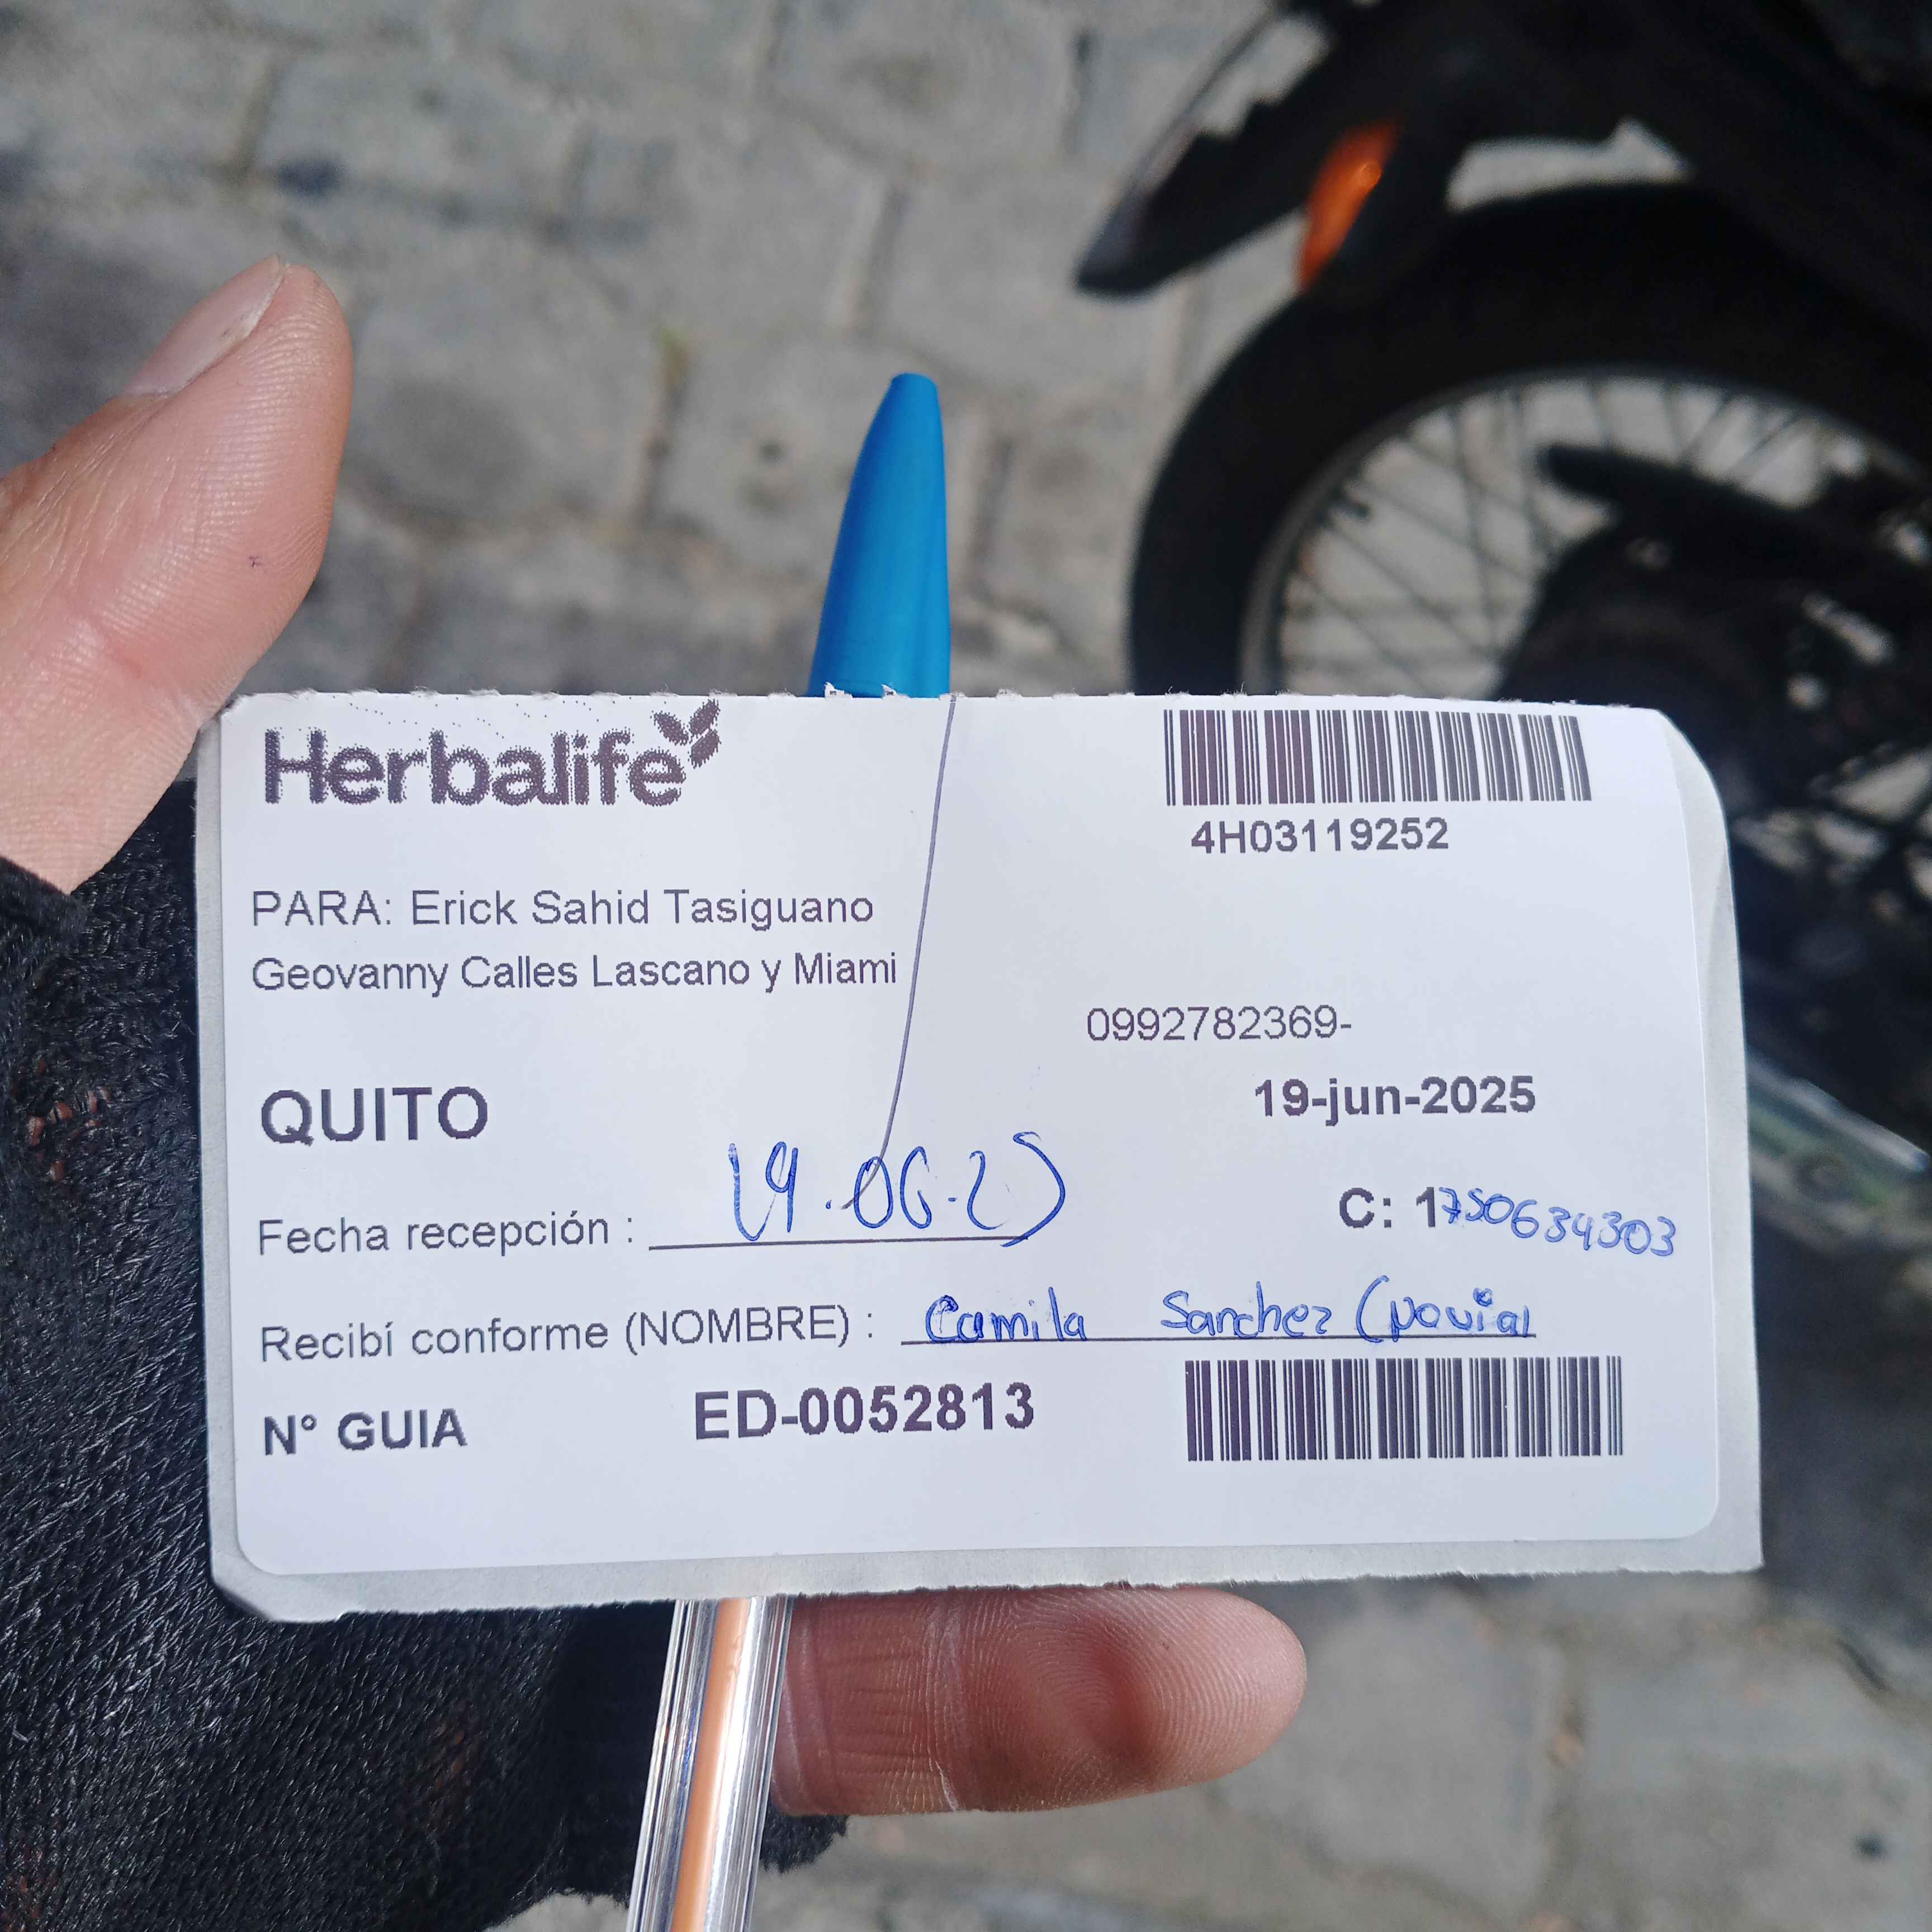 Herbalife
4H03119252
PARA: Erick Sahid Tasiguano
Geovanny Calles Lascano y Miami
0992782369-
QUITO
19-jun-2025
Fecha recepción : 19.06-25
C: 1750634303
Recibí conforme (NOMBRE) : Camila Sanchez (Novia)
N° GUIA ED-0052813